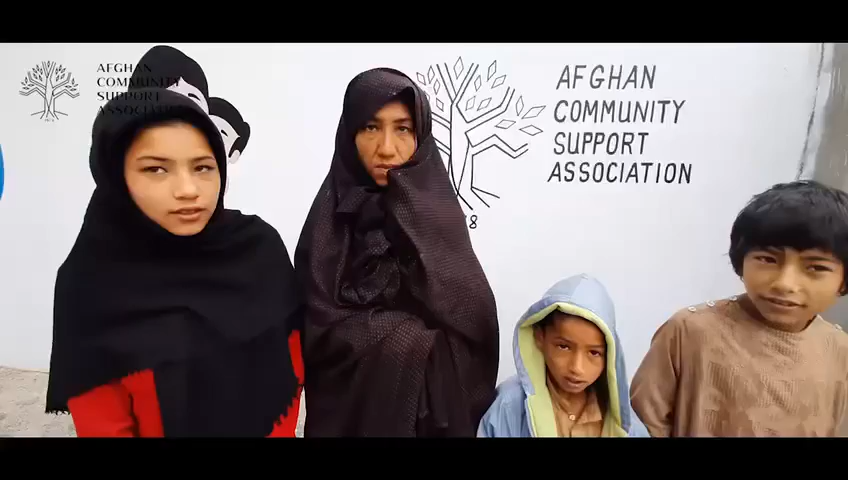 AFGHAN
COMMUNITY
SUPPORT
ASSOCIATION
AFGHAN
COMMUNITY
SUPPORT
ASSOCIATION